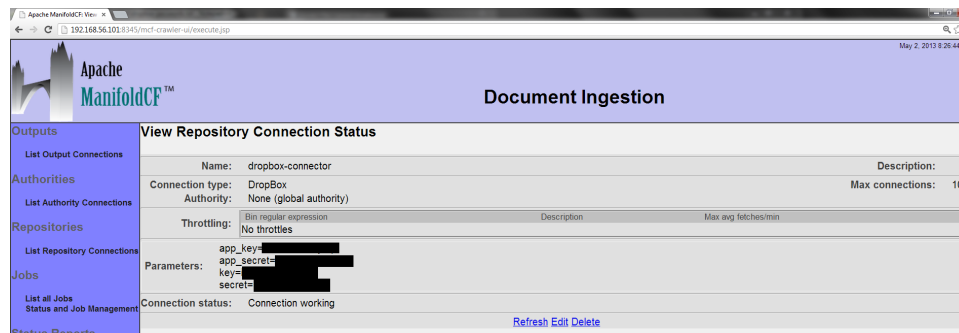 Apache ManifoldCF: View
192.168.56.101:8345/mcf-crawler-ui/execute.jsp
May 2, 2013 8:26:44
Apache
ManifoldCF™
Document Ingestion
Outputs
List Output Connections
Authorities
List Authority Connections
Repositories
List Repository Connections
Jobs
List all Jobs
Status and Job Management
Status Reports
View Repository Connection Status
Name: dropbox-connector Description:
Connection type: DropBox Max connections: 10
Authority: None (global authority)
Throttling: Bin regular expression Description Max avg fetches/min
No throttles
Parameters: app_key=
app_secret=
key=
secret=
Connection status: Connection working
Refresh Edit Delete